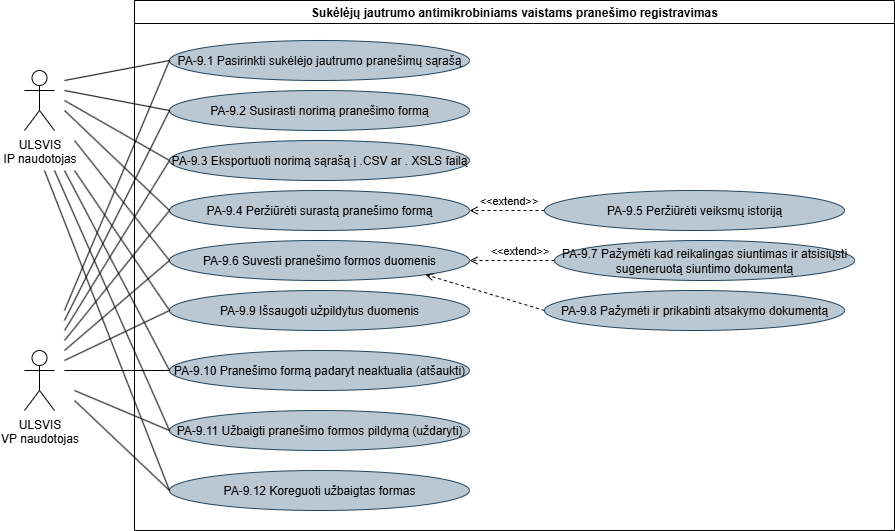 Sukėlėjų jautrumo antimikrobiniams vaistams pranešimo registravimas
PA-9.1 Pasirinkti sukėlėjo jautrumo pranešimų sąrašą
PA-9.2 Susirasti norimą pranešimo formą
ULSVIS
IP naudotojas
PA-9.3 Eksportuoti norimą sąrašą į .CSV ar . XSLS failą
PA-9.4 Peržiūrėti surastą pranešimo formą
<<extend>>
PA-9.5 Peržiūrėti veiksmų istoriją
PA-9.6 Suvesti pranešimo formos duomenis
<<extend>>
PA-9.7 Pažymėti kad reikalingas siuntimas ir atsisiųsti
sugeneruotą siuntimo dokumentą
PA-9.9 Išsaugoti užpildytus duomenis
PA-9.8 Pažymėti ir prikabinti atsakymo dokumentą
PA-9.10 Pranešimo formą padaryt neaktualia (atšaukti)
ULSVIS
VP naudotojas
PA-9.11 Užbaigti pranešimo formos pildymą (uždaryti)
PA-9.12 Koreguoti užbaigtas formas